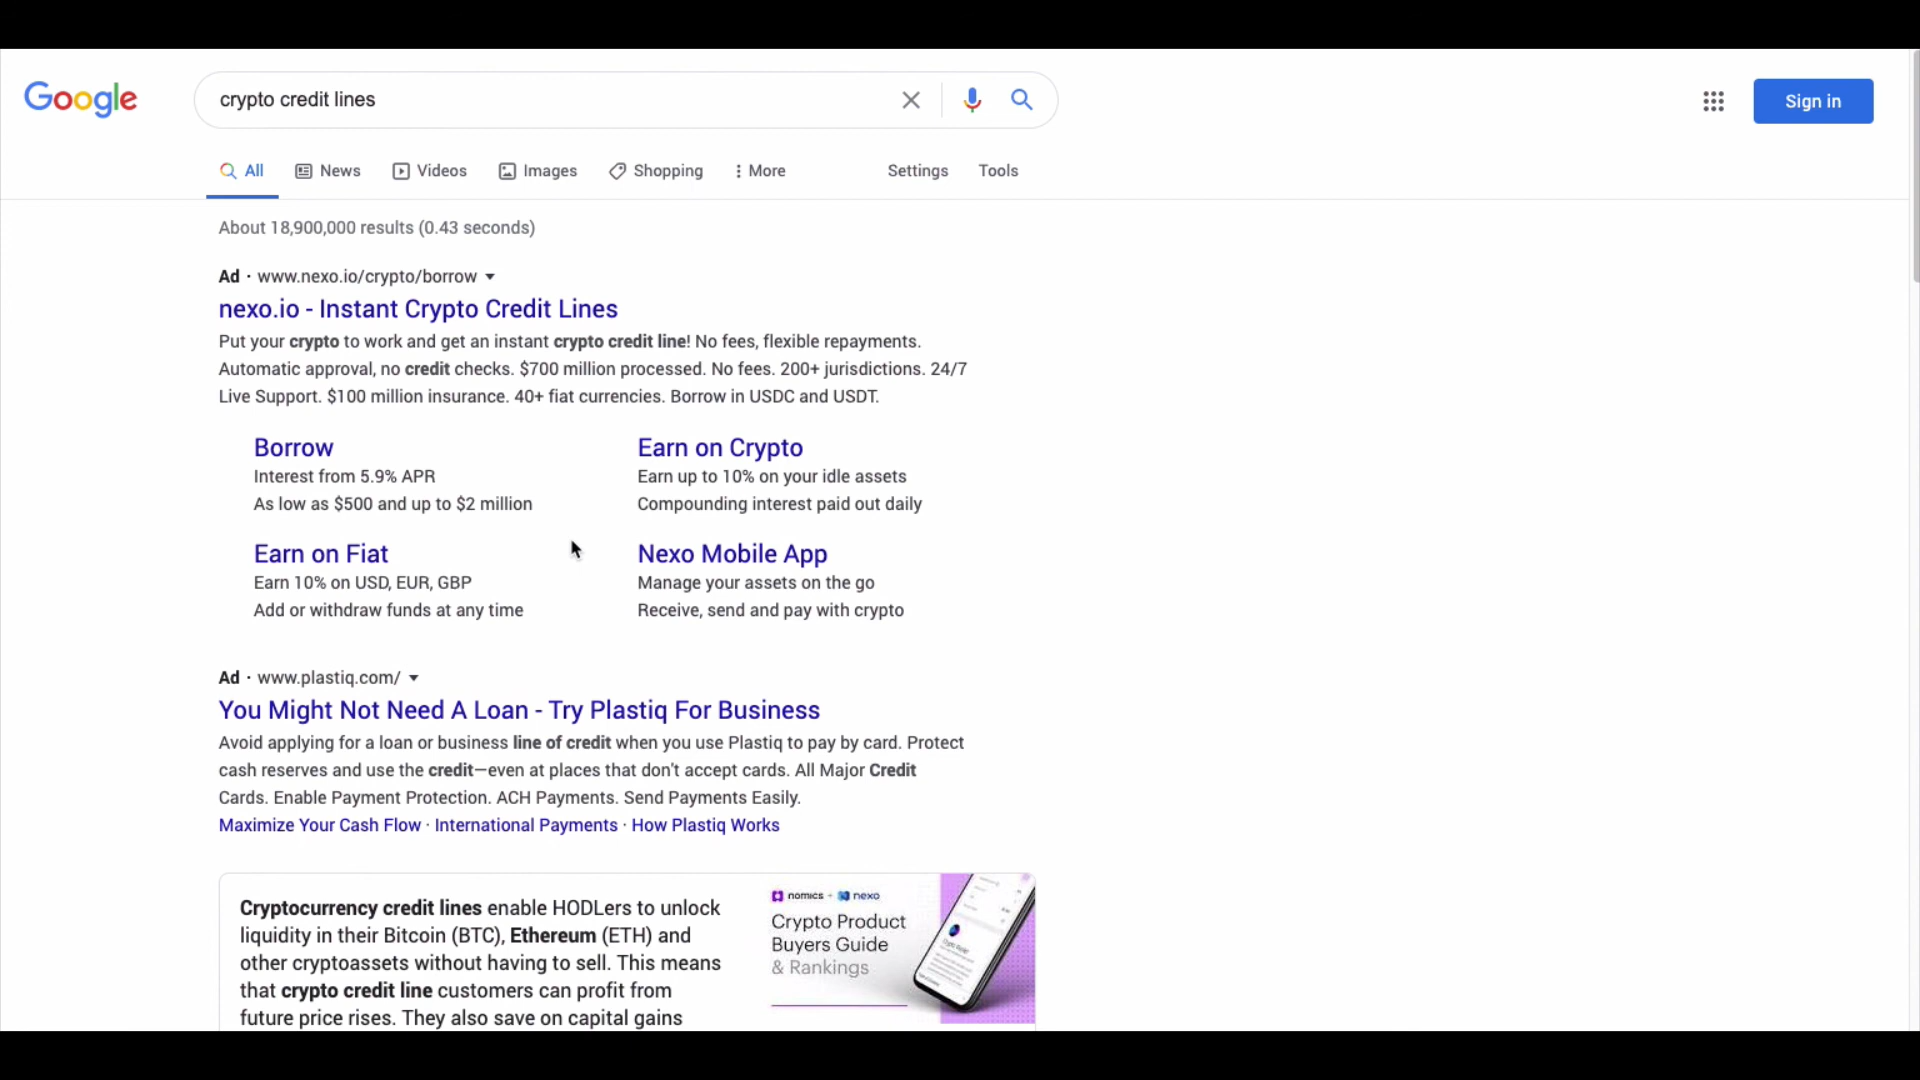 Google
crypto credit lines
Sign in
All
News
Videos
Images
Shopping
More
Settings
Tools
About 18,900,000 results (0.43 seconds)
Ad · www.nexo.io/crypto/borrow
nexo.io - Instant Crypto Credit Lines
Put your crypto to work and get an instant crypto credit line! No fees, flexible repayments.
Automatic approval, no credit checks. $700 million processed. No fees. 200+ jurisdictions. 24/7
Live Support. $100 million insurance. 40+ fiat currencies. Borrow in USDC and USDT.
Borrow
Interest from 5.9% APR
As low as $500 and up to $2 million
Earn on Crypto
Earn up to 10% on your idle assets
Compounding interest paid out daily
Earn on Fiat
Earn 10% on USD, EUR, GBP
Add or withdraw funds at any time
Nexo Mobile App
Manage your assets on the go
Receive, send and pay with crypto
Ad · www.plastiq.com/
You Might Not Need A Loan - Try Plastiq For Business
Avoid applying for a loan or business line of credit when you use Plastiq to pay by card. Protect
cash reserves and use the credit—even at places that don't accept cards. All Major Credit
Cards. Enable Payment Protection. ACH Payments. Send Payments Easily.
Maximize Your Cash Flow · International Payments · How Plastiq Works
Cryptocurrency credit lines enable HODLers to unlock
liquidity in their Bitcoin (BTC), Ethereum (ETH) and
other cryptoassets without having to sell. This means
that crypto credit line customers can profit from
future price rises. They also save on capital gains
nomics + nexo
Crypto Product
Buyers Guide
& Rankings